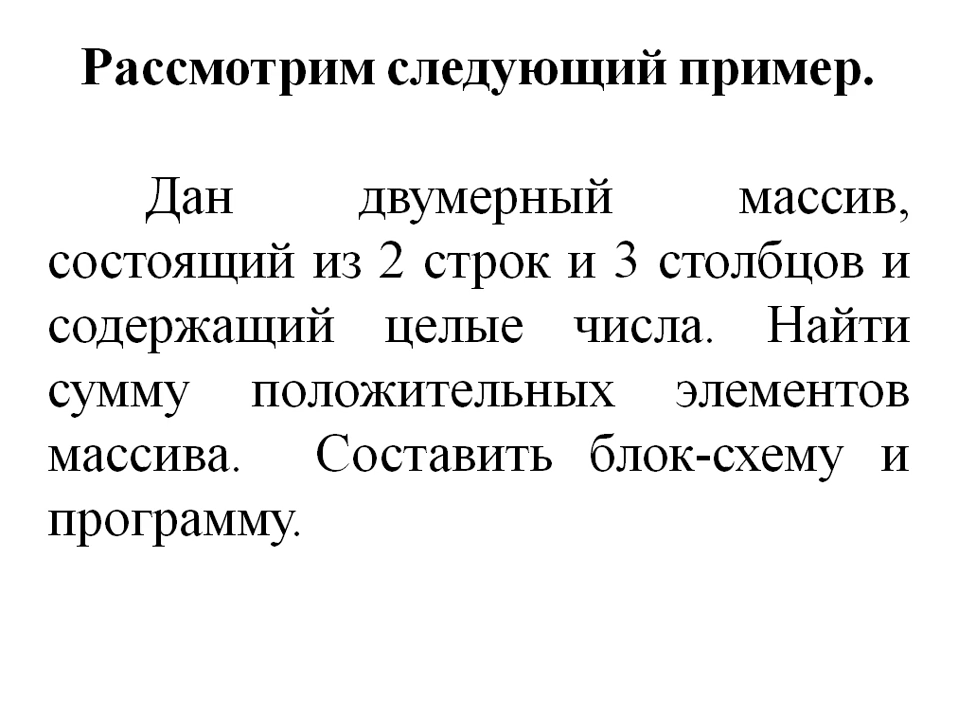 Рассмотрим следующий пример.
Дан двумерный массив,
состоящий из 2 строк и 3 столбцов и
содержащий целые числа. Найти
сумму положительных элементов
массива. Составить блок-схему и
программу.